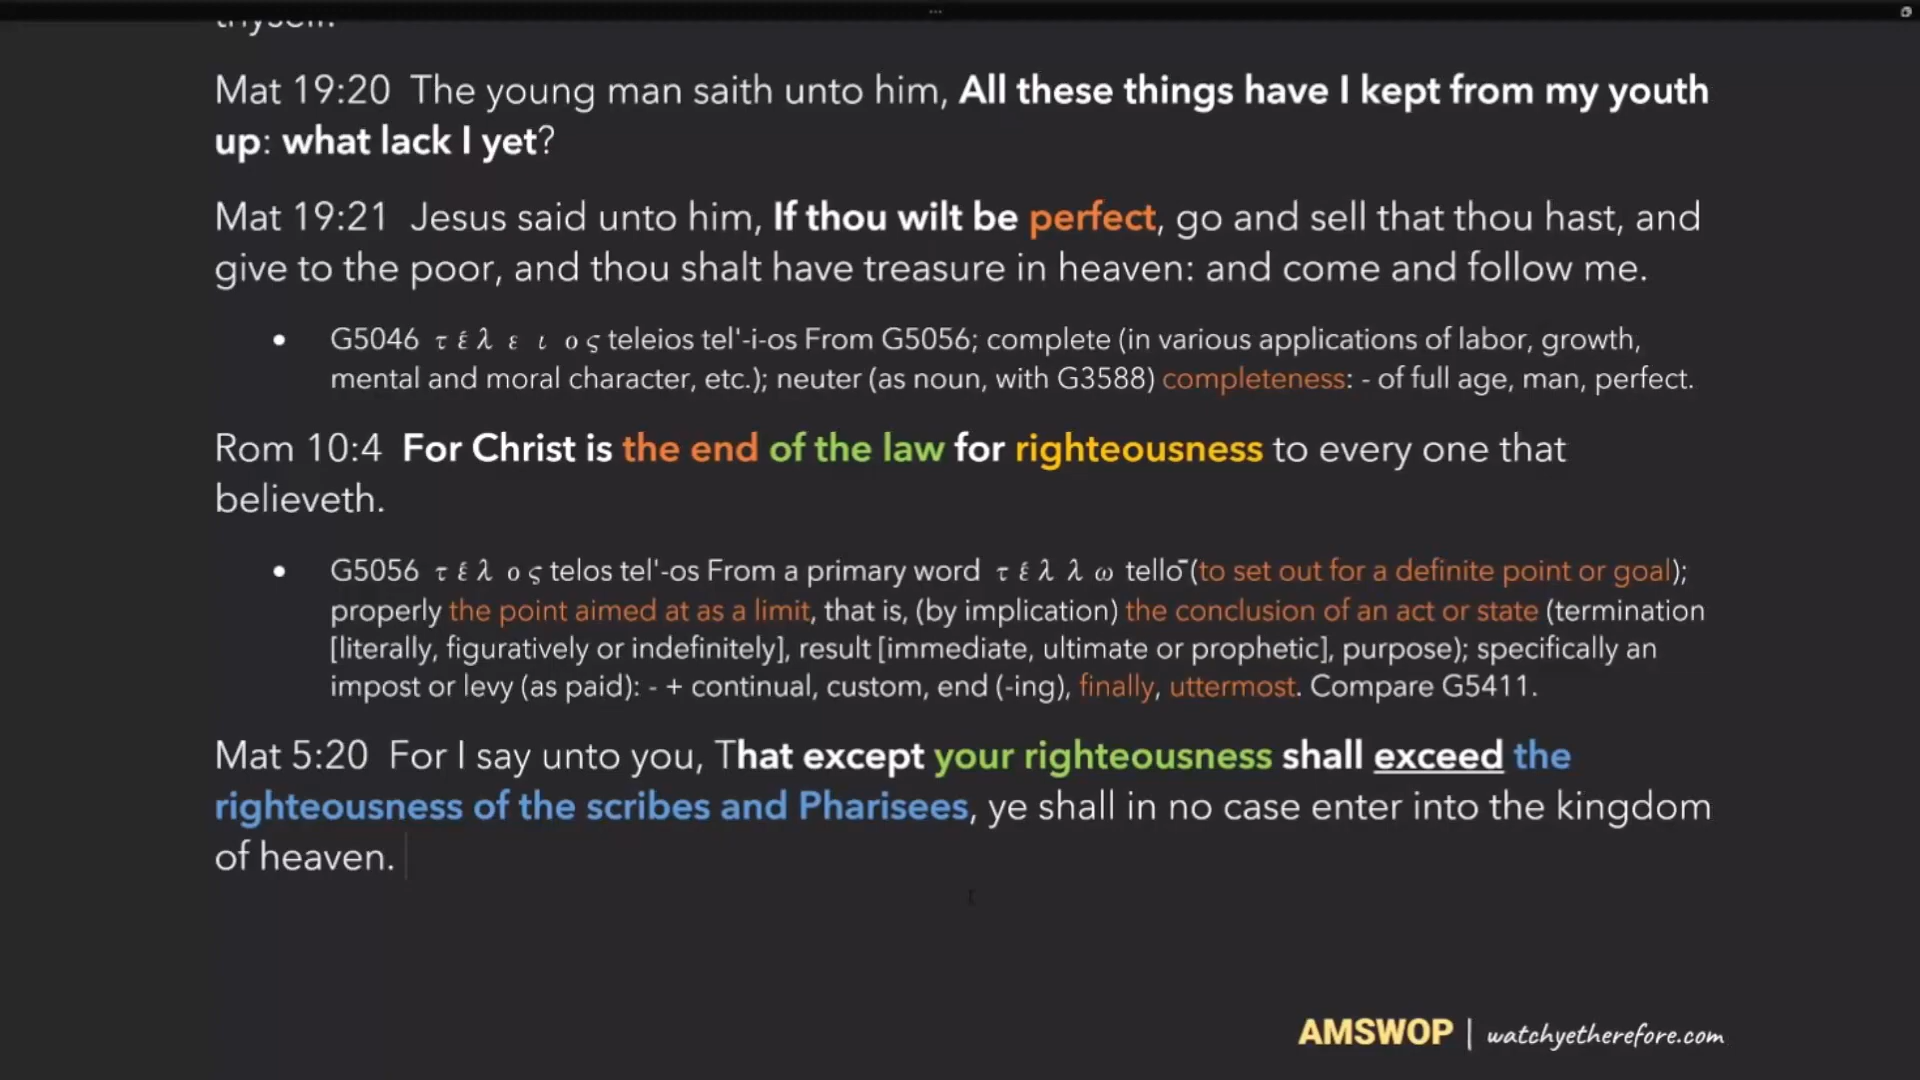 thyself.
Mat 19:20 The young man saith unto him, All these things have I kept from my youth
up: what lack I yet?
Mat 19:21 Jesus said unto him, If thou wilt be perfect, go and sell that thou hast, and
give to the poor, and thou shalt have treasure in heaven: and come and follow me.
• G5046 τέλειος teleios tel'-i-os From G5056; complete (in various applications of labor, growth,
mental and moral character, etc.); neuter (as noun, with G3588) completeness: - of full age, man, perfect.
Rom 10:4 For Christ is the end of the law for righteousness to every one that
believeth.
• G5056 τέλος telos tel'-os From a primary word τέλλω tellō (to set out for a definite point or goal);
properly the point aimed at as a limit, that is, (by implication) the conclusion of an act or state (termination
[literally, figuratively or indefinitely], result [immediate, ultimate or prophetic], purpose); specifically an
impost or levy (as paid): - + continual, custom, end (-ing), finally, uttermost. Compare G5411.
Mat 5:20 For I say unto you, That except your righteousness shall exceed the
righteousness of the scribes and Pharisees, ye shall in no case enter into the kingdom
of heaven.
AMSWOP | watchyetherefore.com